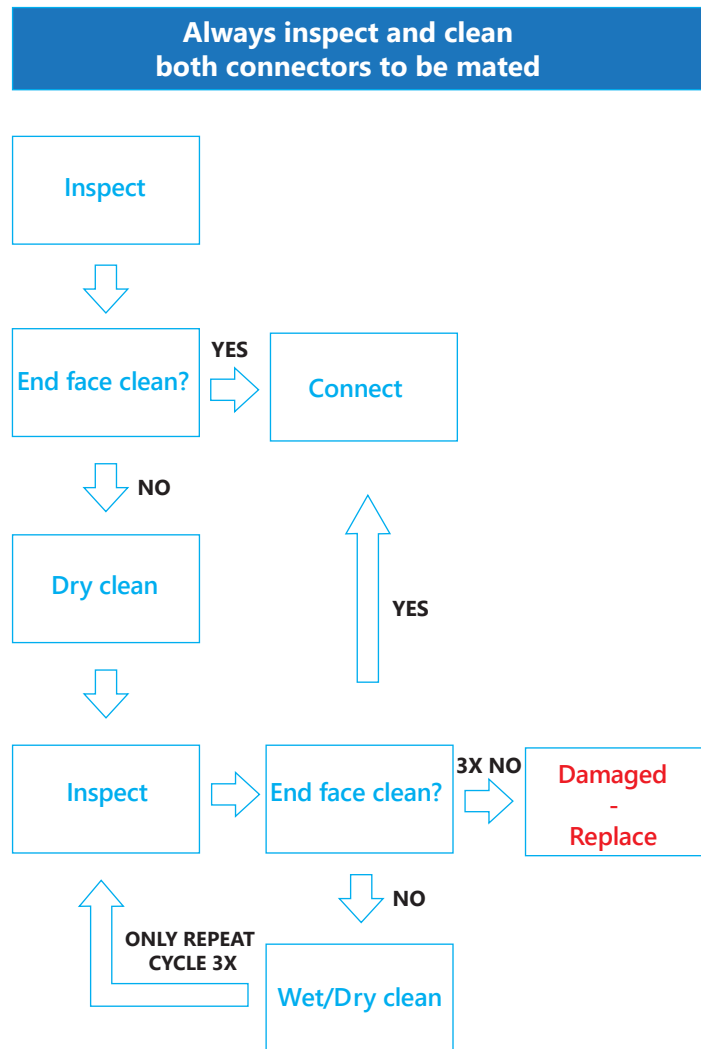 Always inspect and clean
both connectors to be mated
Inspect
YES
End face clean?
Connect
NO
Dry clean
YES
3X NO
Inspect
End face clean?
Damaged
-
Replace
NO
ONLY REPEAT
CYCLE 3X
Wet/Dry clean